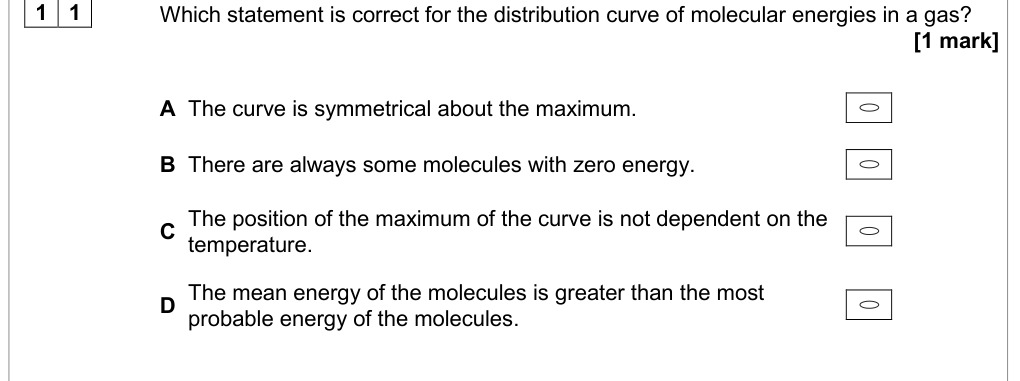 1 1 Which statement is correct for the distribution curve of molecular energies in a gas?
[1 mark]
A The curve is symmetrical about the maximum.
B There are always some molecules with zero energy.
C The position of the maximum of the curve is not dependent on the
temperature.
D The mean energy of the molecules is greater than the most
probable energy of the molecules.